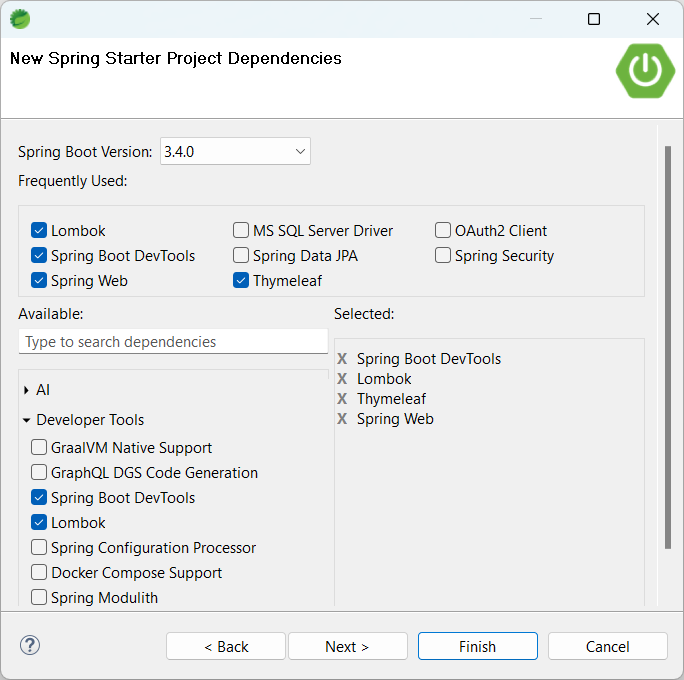 New Spring Starter Project Dependencies
Spring Boot Version: 3.4.0
Frequently Used:
Lombok MS SQL Server Driver OAuth2 Client
Spring Boot DevTools Spring Data JPA Spring Security
Spring Web Thymeleaf
Available: Selected:
Type to search dependencies
X Spring Boot DevTools
X Lombok
X Thymeleaf
X Spring Web
AI
Developer Tools
GraalVM Native Support
GraphQL DGS Code Generation
Spring Boot DevTools
Lombok
Spring Configuration Processor
Docker Compose Support
Spring Modulith
? < Back Next > Finish Cancel